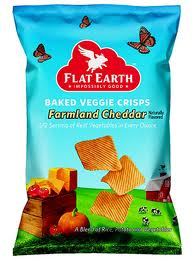 FLAT EARTH
IMPOSSIBLY GOOD
BAKED VEGGIE CRISPS
Farmland Cheddar
Naturally Flavored
1/2 Serving of Real Vegetables in Every Ounce.
A Blend of Rice, Potato and Vegetables